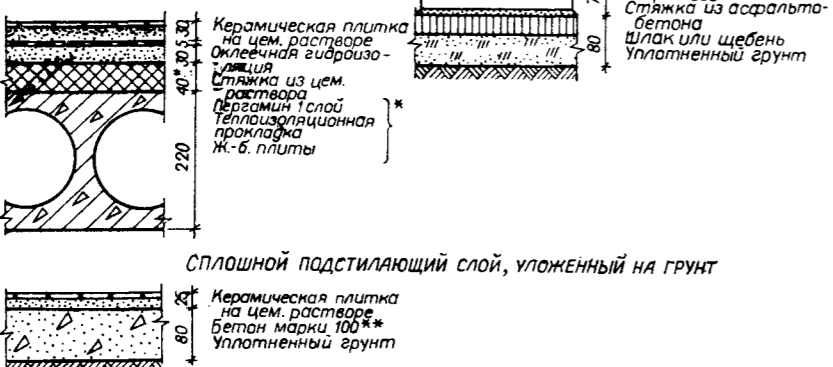 30
5
30
40*
220
Керамическая плитка
на цем. растворе
Оклеечная гидроизо-
ляция
Стяжка из цем.
раствора
Пергамин 1 слой
Теплоизоляционная
прокладка
Ж.-б. плиты
*
80
Стяжка из асфальто-
бетона
Шлак или щебень
Уплотненный грунт
СПЛОШНОЙ ПОДСТИЛАЮЩИЙ СЛОЙ, УЛОЖЕННЫЙ НА ГРУНТ
25
80
Керамическая плитка
на цем. растворе
Бетон марки 100**
Уплотненный грунт